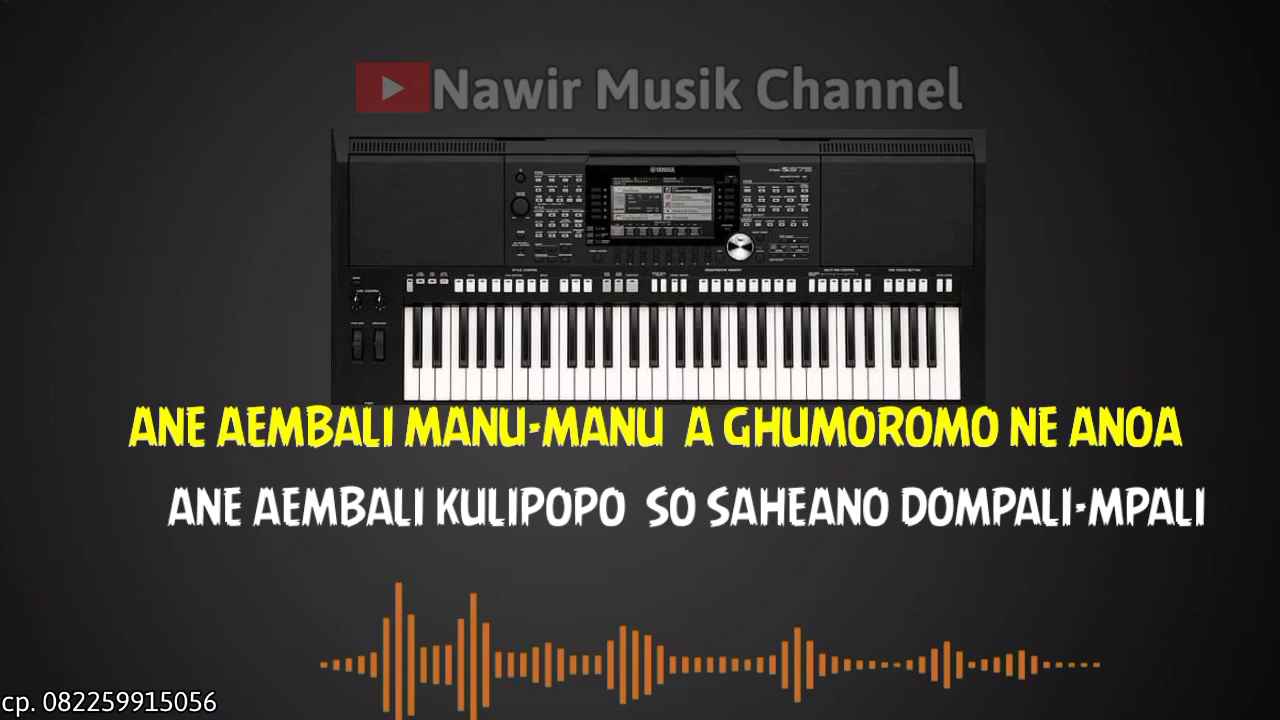 Nawir Musik Channel
YAMAHA
ANE AEMBALI MANU-MANU A GHUMOROMO NE ANOA
ANE AEMBALI KULIPOPO SO SAHEANO DOMPALI-MPALI
cp. 082259915056